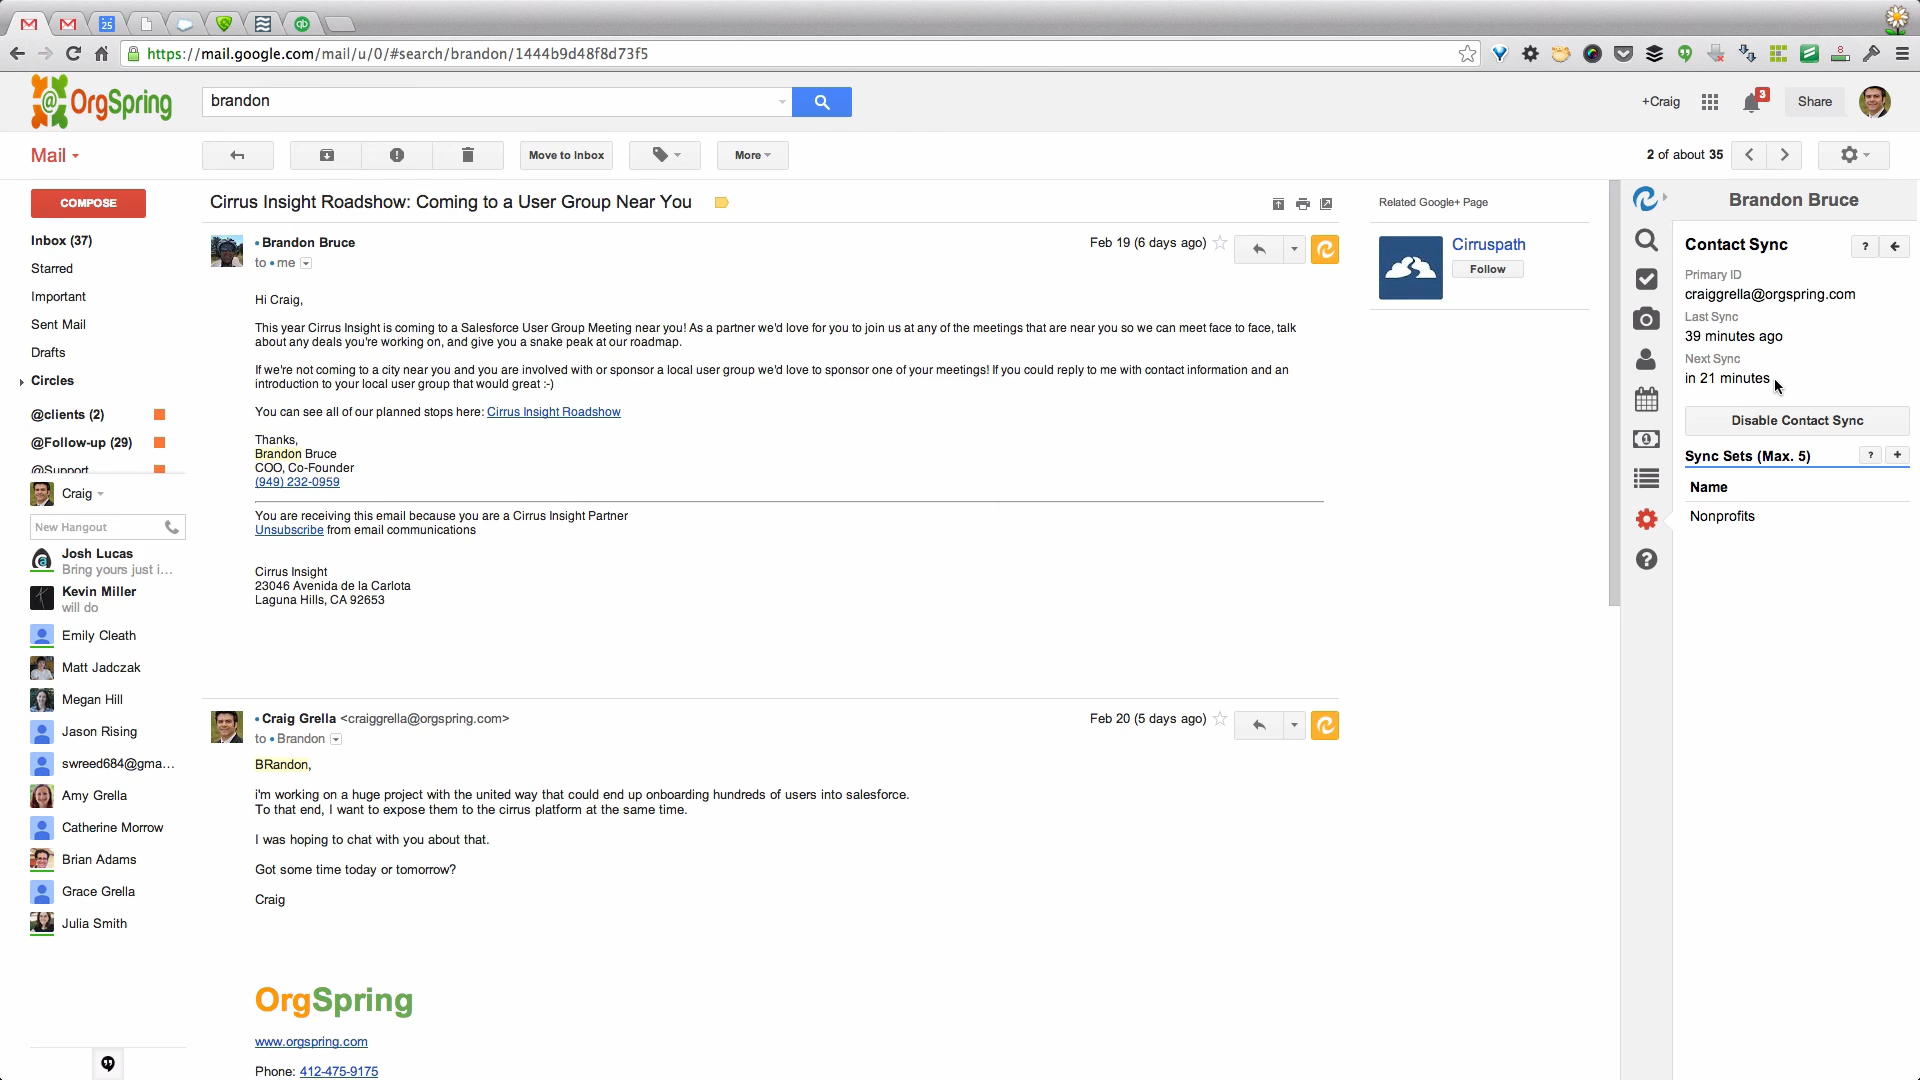 25
https://mail.google.com/mail/u/0/#search/brandon/1444b9d48f8d73f5
8
@ OrgSpring
brandon
+Craig
3
Share
Mail
Move to Inbox
More
2 of about 35
COMPOSE
Inbox (37)
Starred
Important
Sent Mail
Drafts
Circles
@clients (2)
@Follow-up (29)
@Support
Craig
New Hangout
Josh Lucas
Bring yours just i...
Kevin Miller
will do
Emily Cleath
Matt Jadczak
Megan Hill
Jason Rising
swreed684@gma...
Amy Grella
Catherine Morrow
Brian Adams
Grace Grella
Julia Smith
Cirrus Insight Roadshow: Coming to a User Group Near You
Brandon Bruce
to me
Feb 19 (6 days ago)
Hi Craig,
This year Cirrus Insight is coming to a Salesforce User Group Meeting near you! As a partner we'd love for you to join us at any of the meetings that are near you so we can meet face to face, talk
about any deals you're working on, and give you a snake peak at our roadmap.
If we're not coming to a city near you and you are involved with or sponsor a local user group we'd love to sponsor one of your meetings! If you could reply to me with contact information and an
introduction to your local user group that would great :-)
You can see all of our planned stops here: Cirrus Insight Roadshow
Thanks,
Brandon Bruce
COO, Co-Founder
(949) 232-0959
You are receiving this email because you are a Cirrus Insight Partner
Unsubscribe from email communications
Cirrus Insight
23046 Avenida de la Carlota
Laguna Hills, CA 92653
Craig Grella <craiggrella@orgspring.com>
to Brandon
Feb 20 (5 days ago)
BRandon,
i'm working on a huge project with the united way that could end up onboarding hundreds of users into salesforce.
To that end, I want to expose them to the cirrus platform at the same time.
I was hoping to chat with you about that.
Got some time today or tomorrow?
Craig
OrgSpring
www.orgspring.com
Phone: 412-475-9175
Related Google+ Page
Cirruspath
Follow
Brandon Bruce
Contact Sync
?
Primary ID
craiggrella@orgspring.com
Last Sync
39 minutes ago
Next Sync
in 21 minutes
Disable Contact Sync
Sync Sets (Max. 5)
? +
Name
Nonprofits